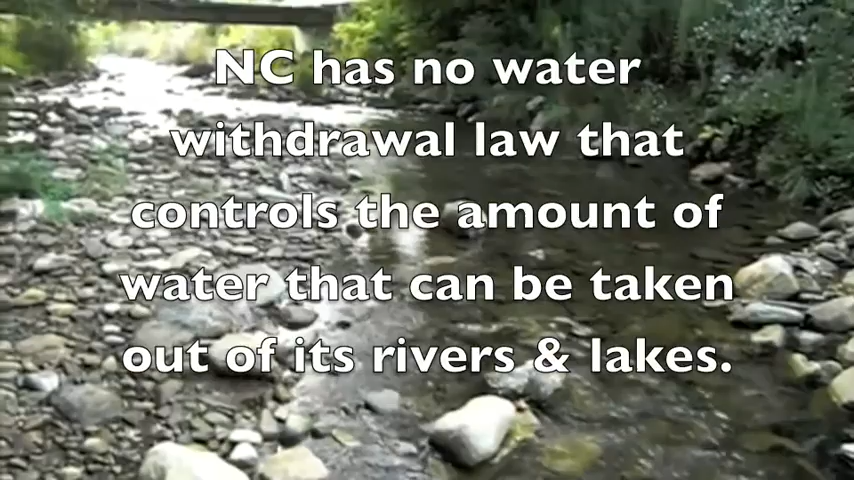 NC has no water
withdrawal law that
controls the amount of
water that can be taken
out of its rivers & lakes.